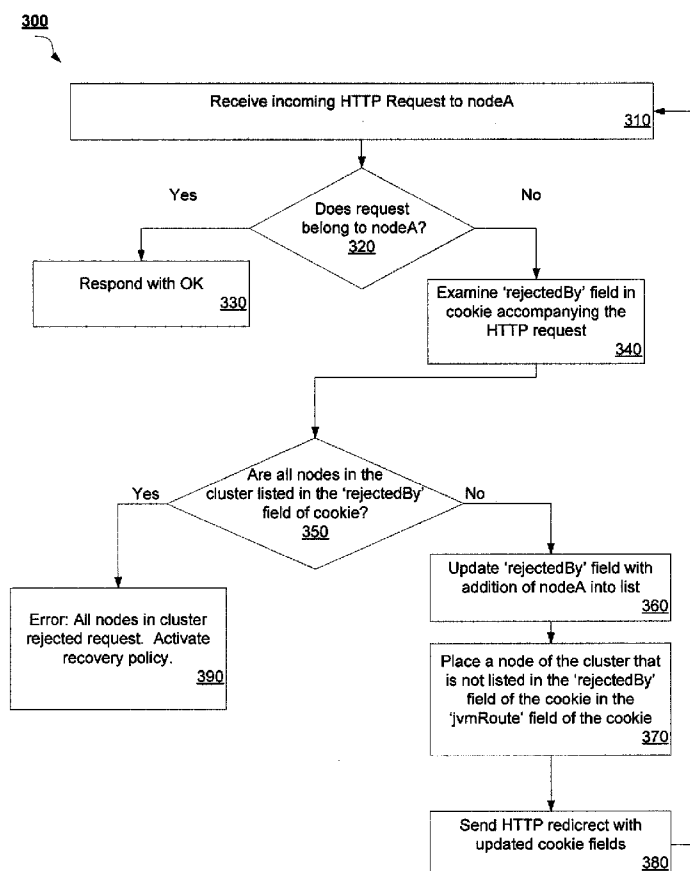 300
Receive incoming HTTP Request to nodeA
310
Yes
No
Does request
belong to nodeA?
320
Respond with OK
330
Examine 'rejectedBy' field in
cookie accompanying the
HTTP request
340
Are all nodes in the
cluster listed in the 'rejectedBy'
field of cookie?
350
Yes
No
Update 'rejectedBy' field with
addition of nodeA into list
360
Error: All nodes in cluster
rejected request. Activate
recovery policy.
390
Place a node of the cluster that
is not listed in the 'rejectedBy'
field of the cookie in the
'jvmRoute' field of the cookie
370
Send HTTP redicrect with
updated cookie fields
380